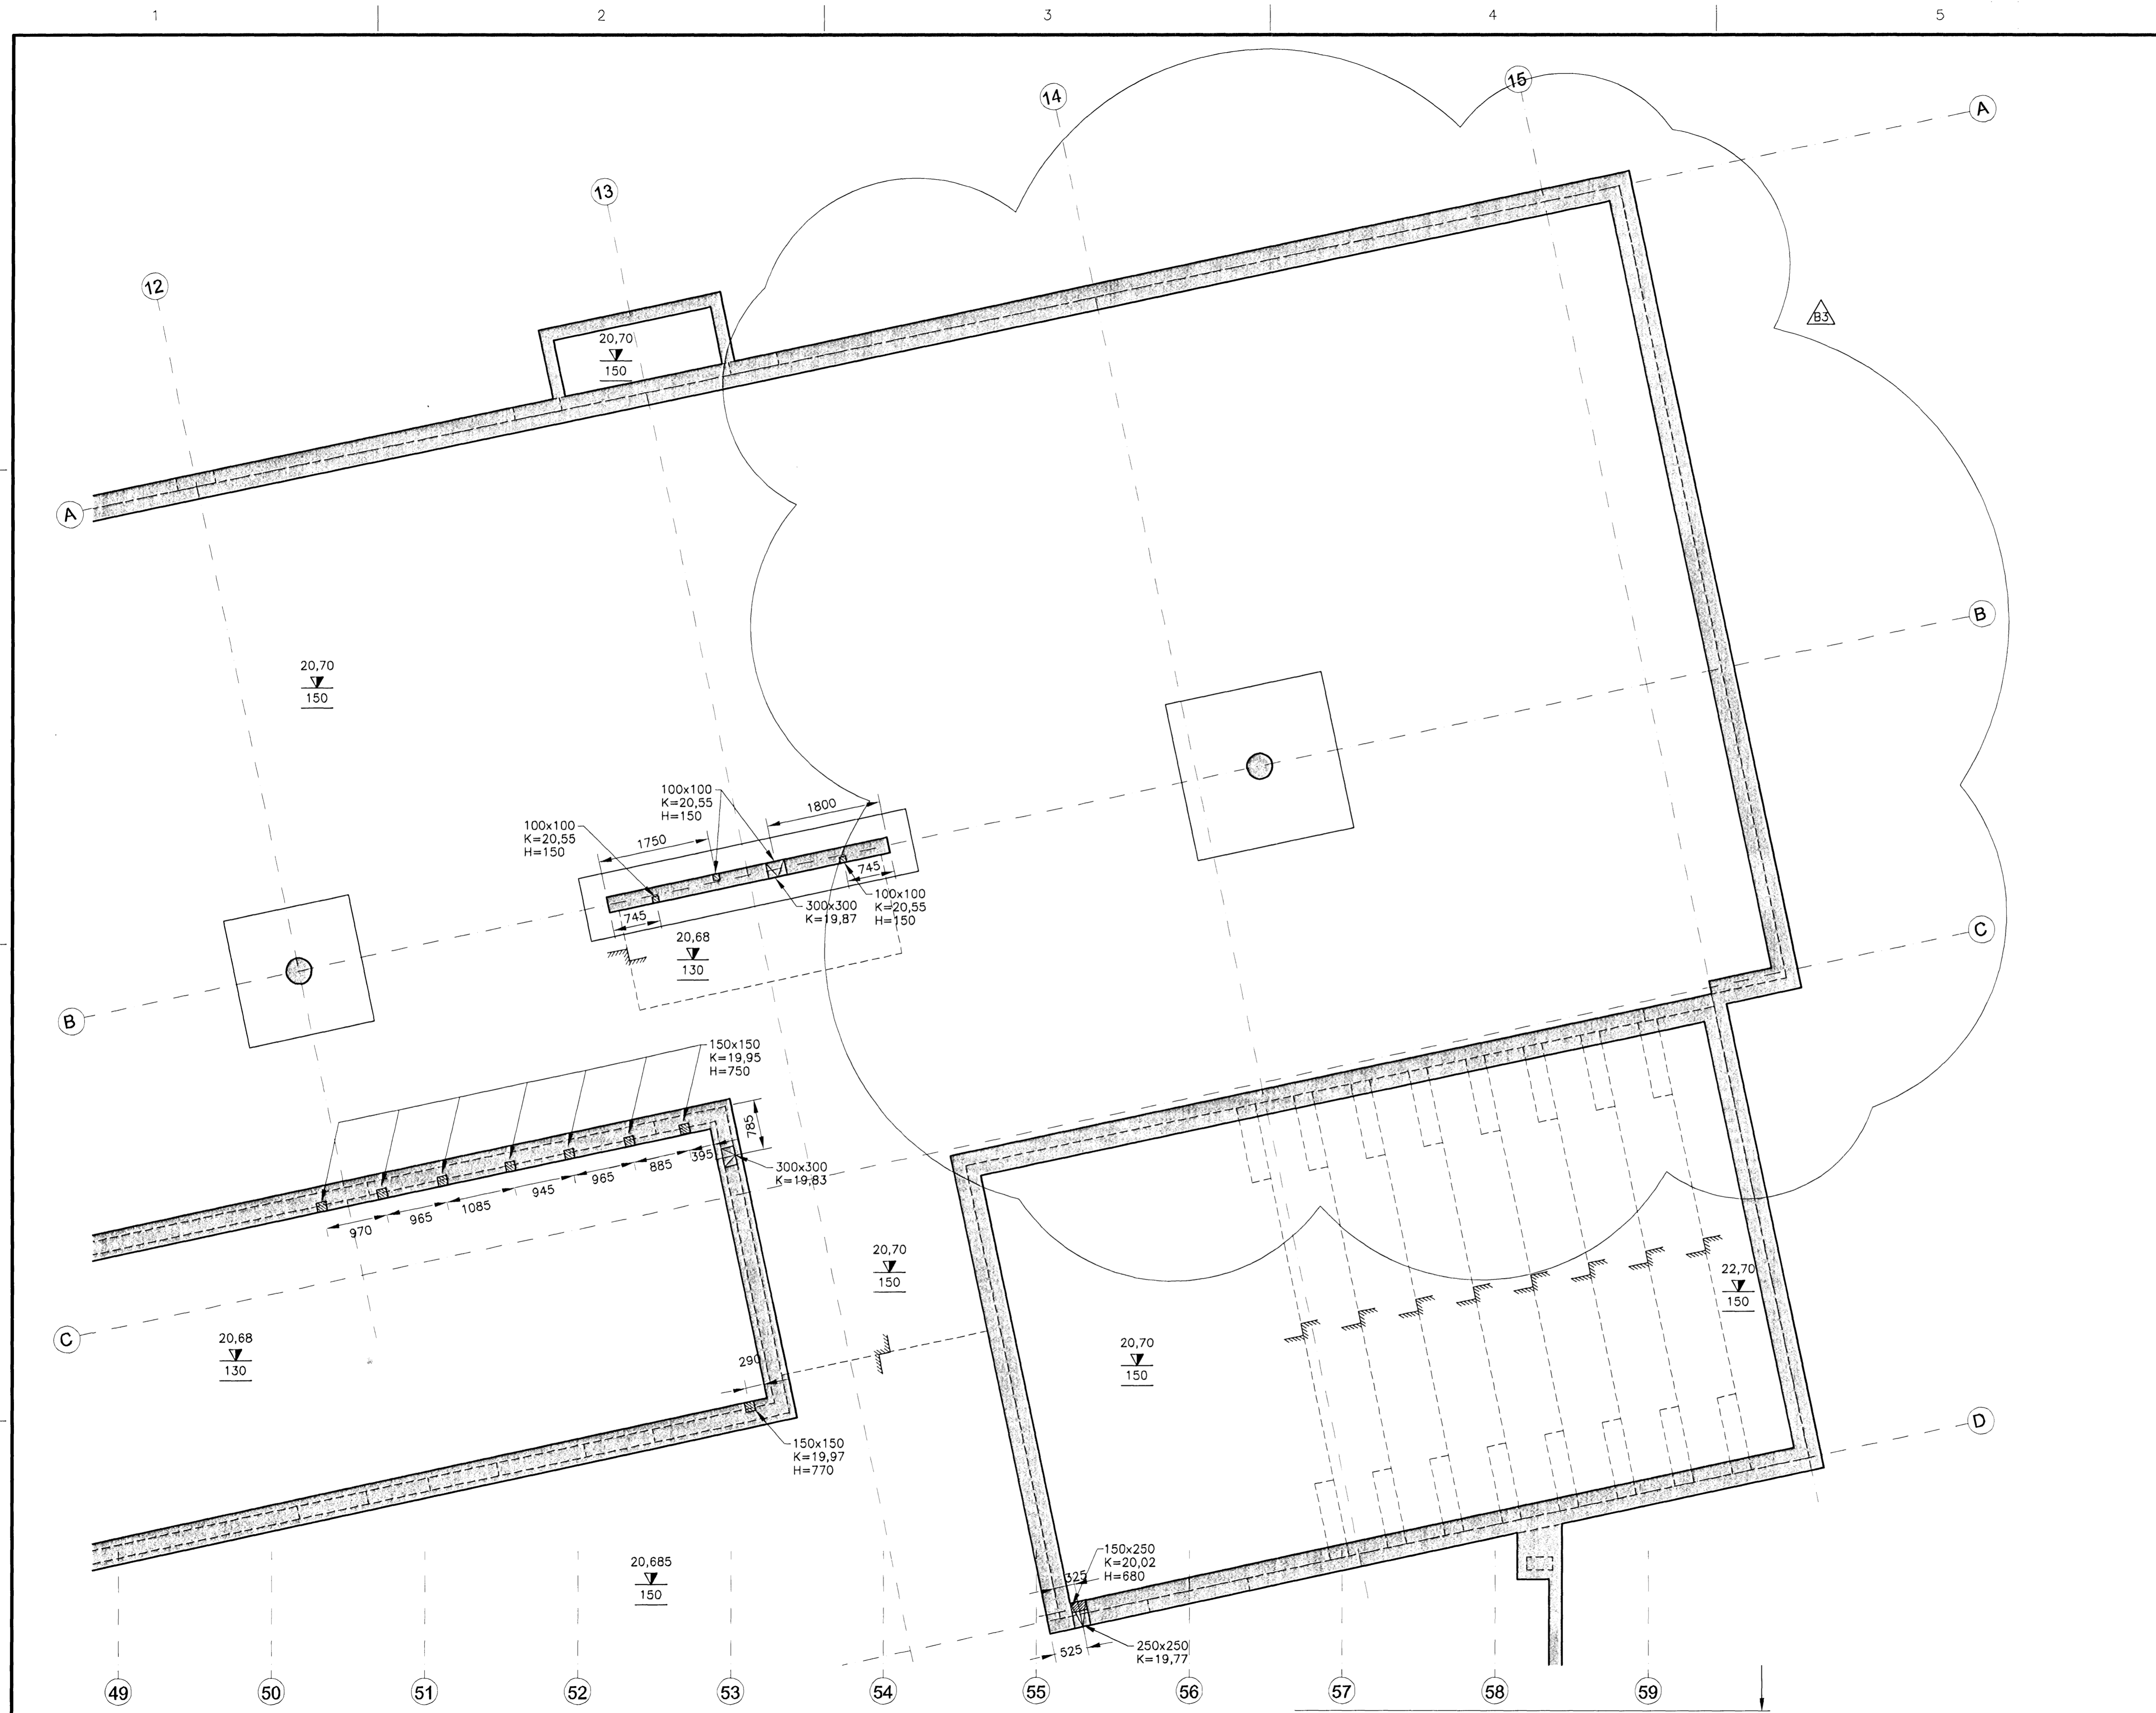 1 2 3 4 5
15
14
A
13
12
B3
20,70
150
A
B
20,70
150
100x100
K=20,55
H=150
1800
100x100
K=20,55
H=150
1750
745
100x100
K=20,55
H=150
300x300
K=19,87
745
20,68
130
C
B
150x150
K=19,95
H=750
785
395
885
965
945
1085
965
970
300x300
K=19,83
20,70
150
22,70
150
C
20,68
130
20,70
150
290
D
150x150
K=19,97
H=770
20,685
150
150x250
K=20,02
H=680
325
525
250x250
K=19,77
49 50 51 52 53 54 55 56 57 58 59